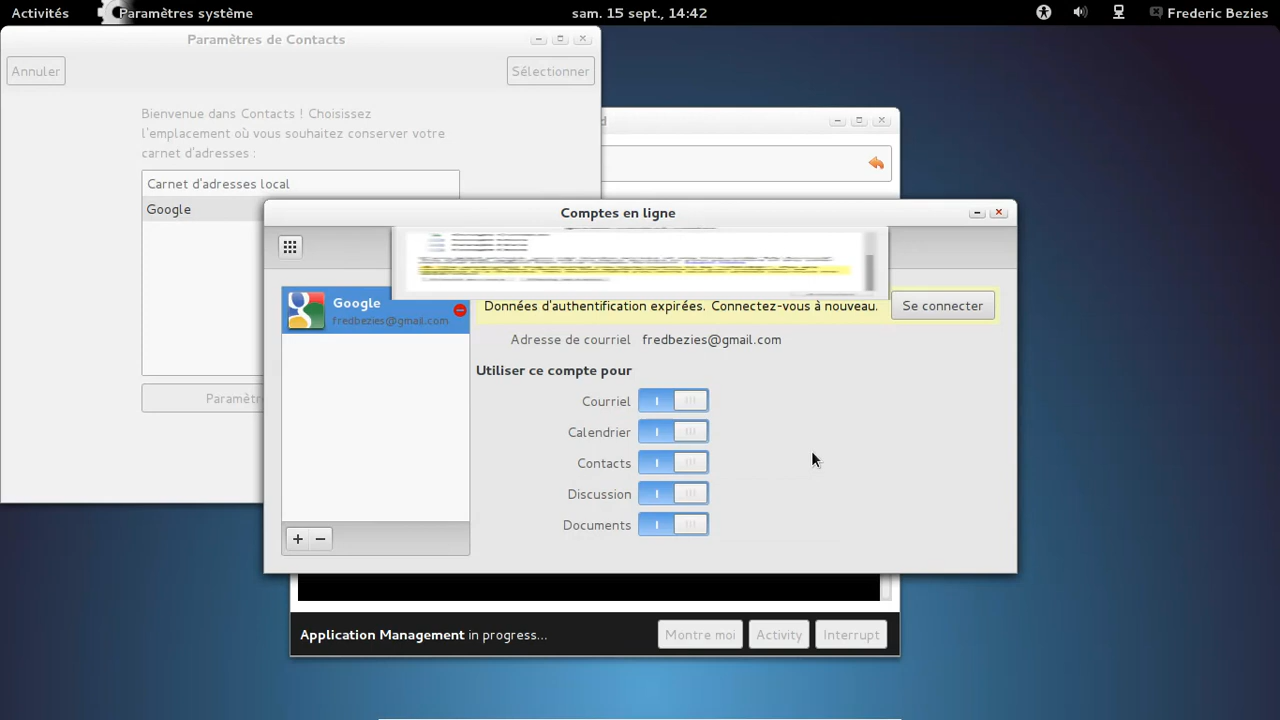 Activités
Paramètres système
sam. 15 sept., 14:42
Frederic Bezies
Paramètres de Contacts
Annuler
Sélectionner
Bienvenue dans Contacts ! Choisissez
l'emplacement où vous souhaitez conserver votre
carnet d'adresses :
Carnet d'adresses local
Google
Paramètr
d
Comptes en ligne
Google
fredbezies@gmail.com
Données d'authentification expirées. Connectez-vous à nouveau.
Se connecter
Adresse de courriel fredbezies@gmail.com
Utiliser ce compte pour
Courriel
Calendrier
Contacts
Discussion
Documents
Application Management in progress...
Montre moi
Activity
Interrupt